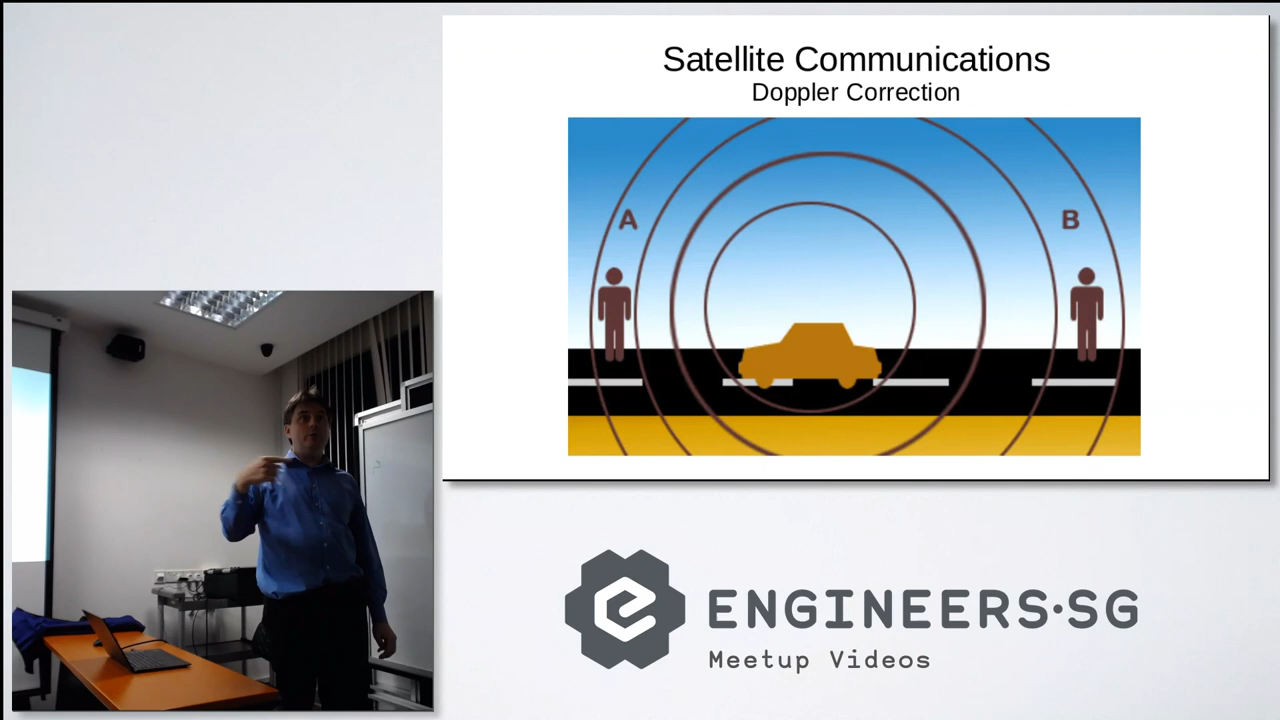 Satellite Communications
Doppler Correction
A
B
ENGINEERS·SG
Meetup Videos